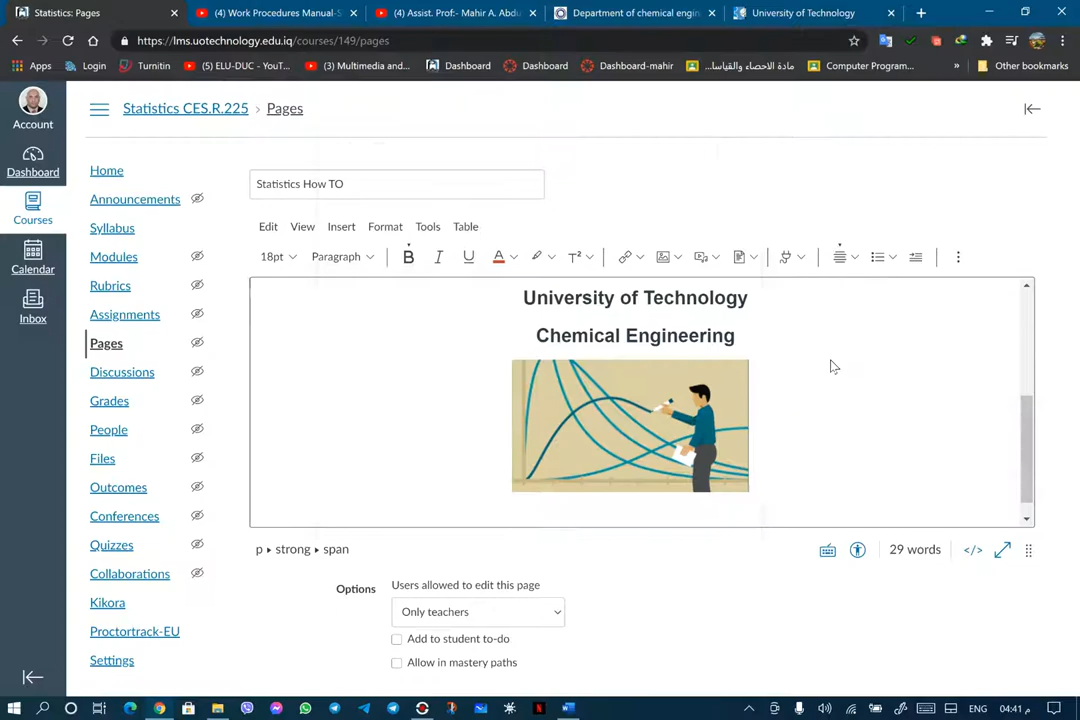 Statistics: Pages
(4) Work Procedures Manual-S
(4) Assist. Prof:- Mahir A. Abdu
Department of chemical engin
University of Technology
https://lms.uotechnology.edu.iq/courses/149/pages
Apps
Login
Turnitin
(5) ELU-DUC - YouT...
(3) Multimedia and...
Dashboard
Dashboard
Dashboard-mahir
مادة الاحصاء والقياسا...
Computer Program...
»
Other bookmarks
Statistics CES.R.225 › Pages
Account
Dashboard
Courses
Calendar
Inbox
Home
Announcements
Syllabus
Modules
Rubrics
Assignments
Pages
Discussions
Grades
People
Files
Outcomes
Conferences
Quizzes
Collaborations
Kikora
Proctortrack-EU
Settings
Statistics How TO
Edit View Insert Format Tools Table
18pt Paragraph B I U A T²
University of Technology
Chemical Engineering
p ▸ strong ▸ span
29 words </>
Options
Users allowed to edit this page
Only teachers
Add to student to-do
Allow in mastery paths
ENG
04:41 م